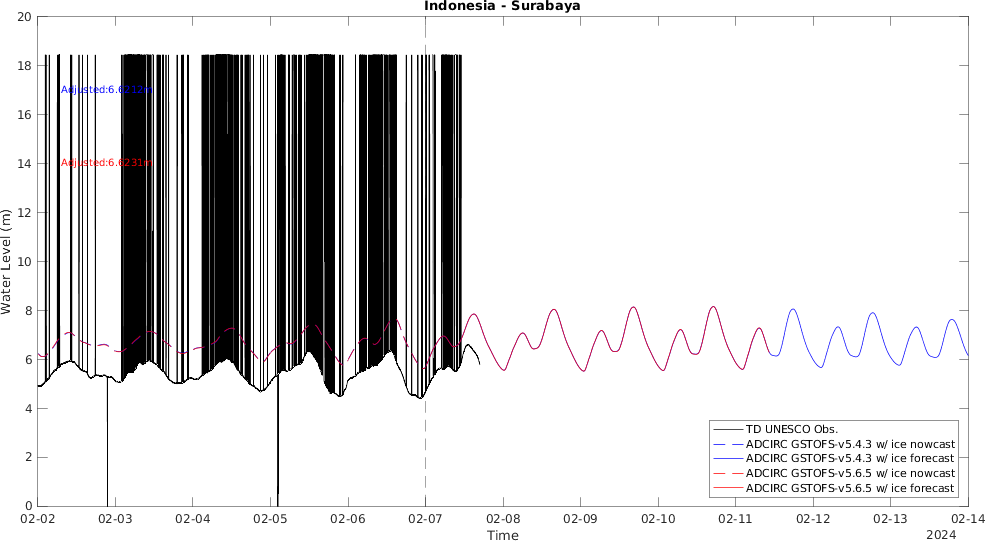 Indonesia - Surabaya
20
18
16
14
12
10
8
6
4
2
0
Water Level (m)
Adjusted:6.6231m
TD UNESCO Obs.
ADCIRC GSTOFS-v5.4.3 w/ ice nowcast
ADCIRC GSTOFS-v5.4.3 w/ ice forecast
ADCIRC GSTOFS-v5.6.5 w/ ice nowcast
ADCIRC GSTOFS-v5.6.5 w/ ice forecast
02-02 02-03 02-04 02-05 02-06 02-07 02-08 02-09 02-10 02-11 02-12 02-13 02-14
Time
2024